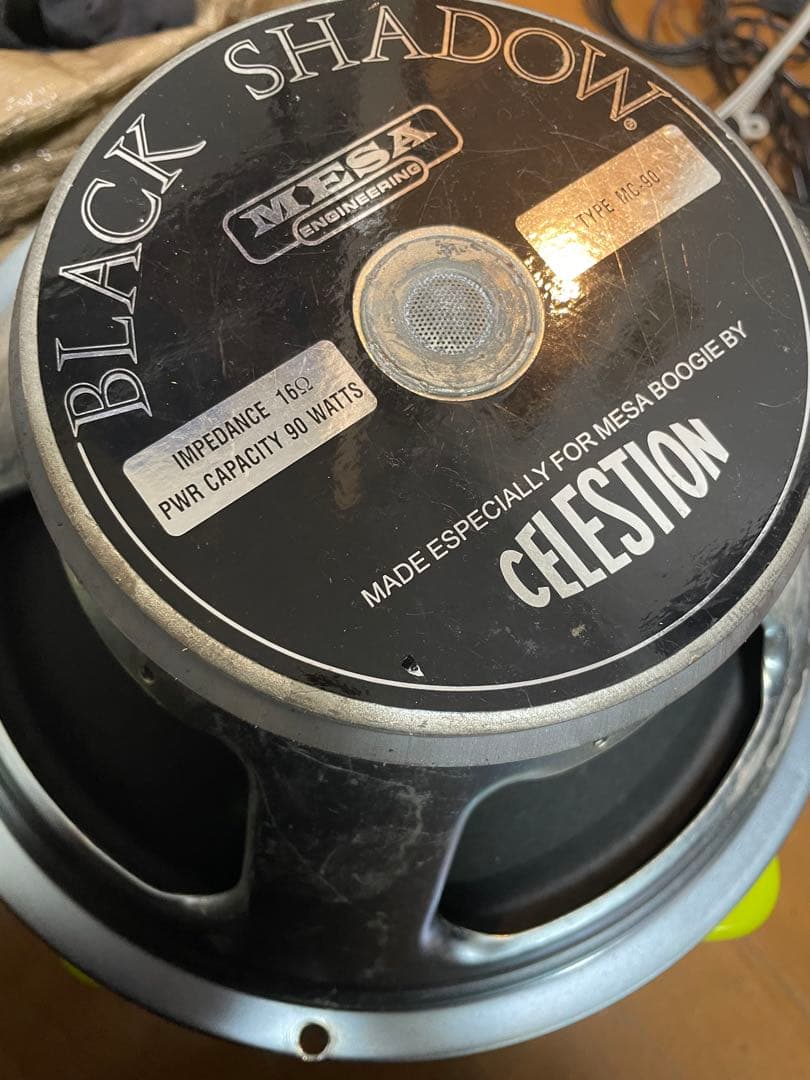 BLACK SHADOW®
MESA
ENGINEERING
TYPE MC-90
IMPEDANCE 16Ω
PWR CAPACITY 90 WATTS
MADE ESPECIALLY FOR MESA BOOGIE BY
CELESTION